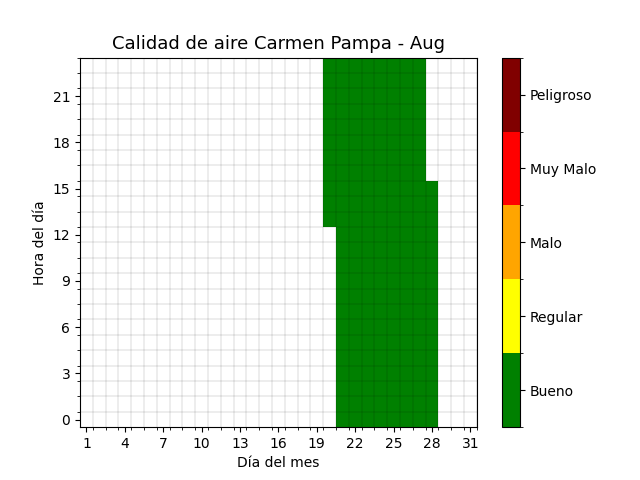 Calidad de aire Carmen Pampa - Aug
Hora del día
21
18
15
12
9
6
3
0
1 4 7 10 13 16 19 22 25 28 31
Día del mes
Peligroso
Muy Malo
Malo
Regular
Bueno